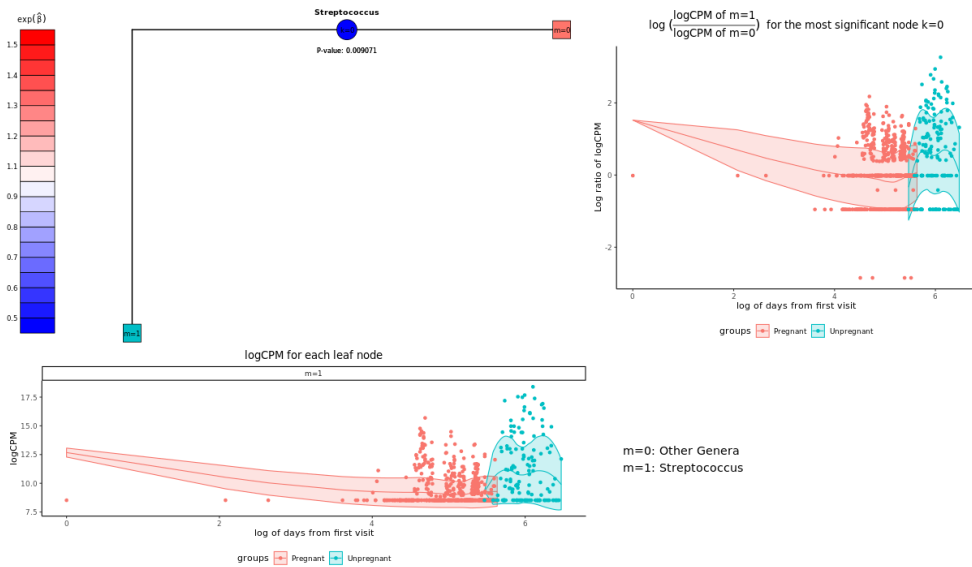 exp(β̂)
1.5
1.4
1.3
1.2
1.1
1.0
0.9
0.8
0.7
0.6
0.5
Streptococcus
P-value: 0.009071
m=0
m=1
log (logCPM of m=1 / logCPM of m=0) for the most significant node k=0
Log ratio of logCPM
2
0
-2
0
2
4
6
log of days from first visit
groups Pregnant Unpregnant
logCPM for each leaf node
m=1
logCPM
17.5
15.0
12.5
10.0
7.5
0
2
4
6
log of days from first visit
groups Pregnant Unpregnant
m=0: Other Genera
m=1: Streptococcus